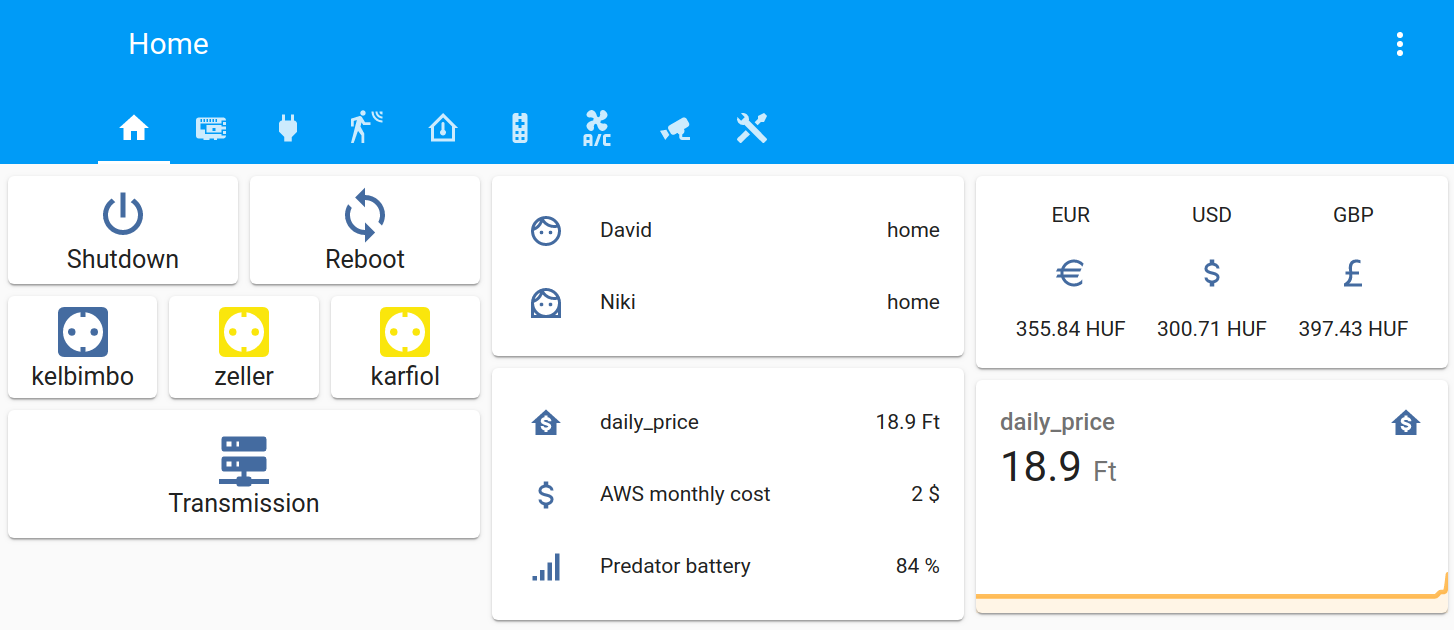 Home
A/C
Shutdown
Reboot
kelbimbo
zeller
karfiol
Transmission
David home
Niki home
daily_price 18.9 Ft
AWS monthly cost 2 $
Predator battery 84 %
EUR USD GBP
€ $ £
355.84 HUF 300.71 HUF 397.43 HUF
daily_price
18.9 Ft